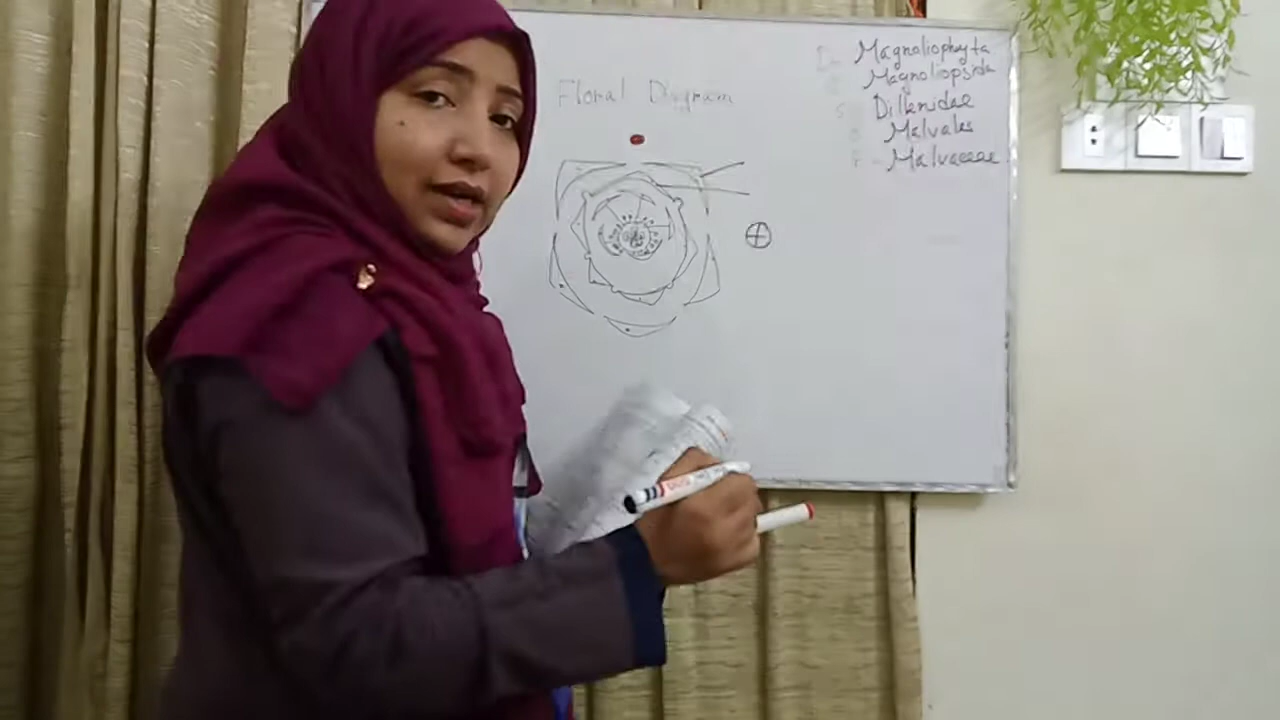 Floral Diagram
D - Magnoliophyta
Magnoliopsida
S Dillenidae
Malvales
F - Malvaceae